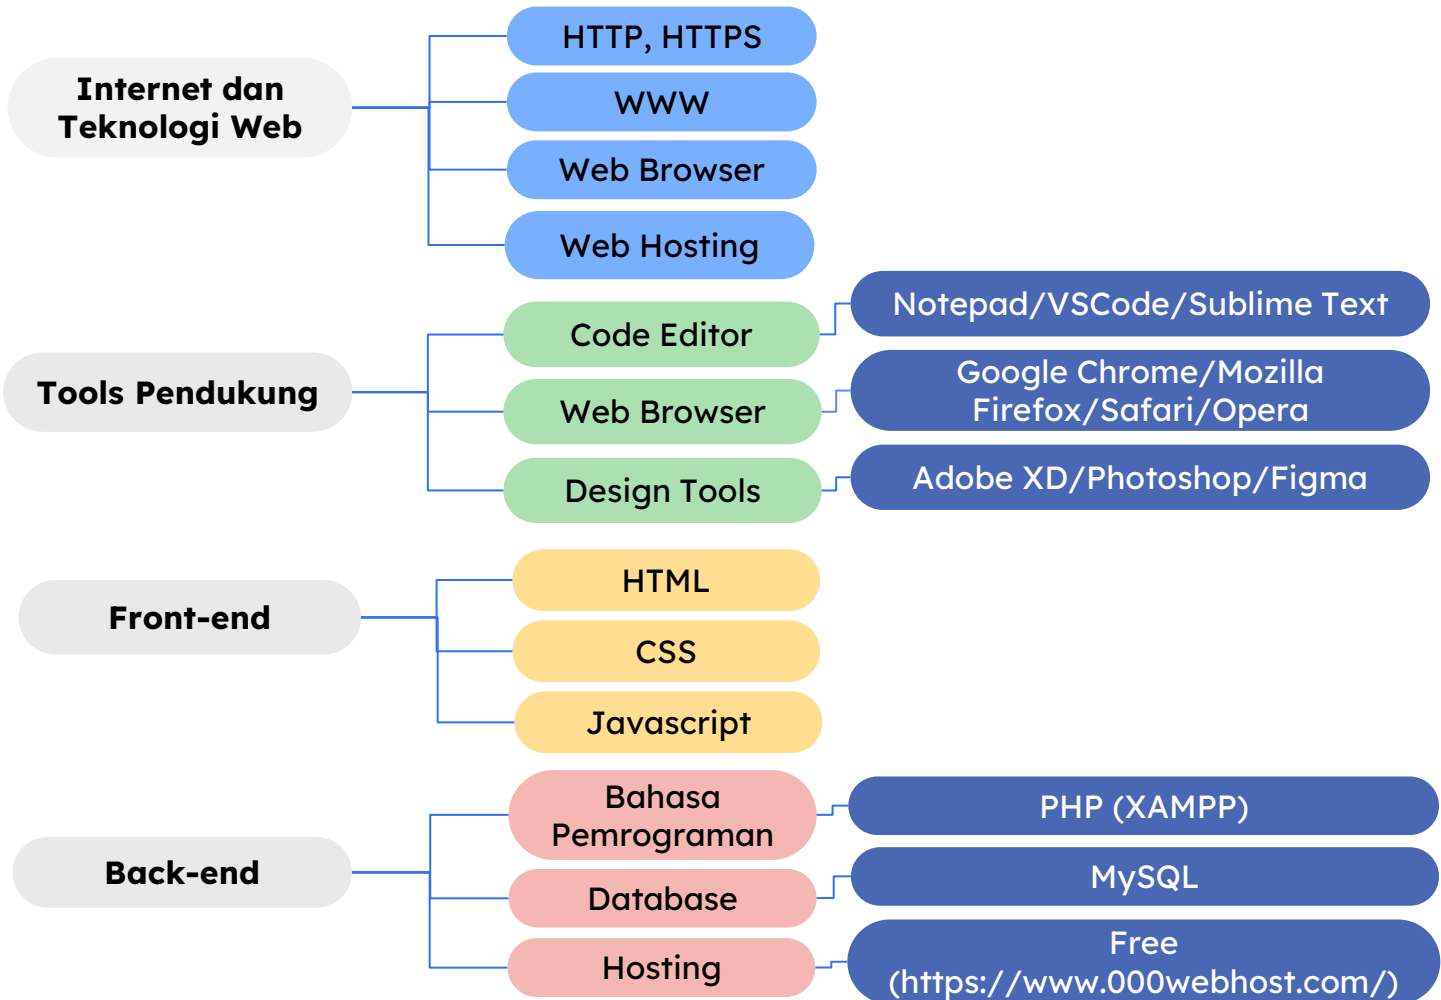 Internet dan
Teknologi Web
HTTP, HTTPS
WWW
Web Browser
Web Hosting
Tools Pendukung
Code Editor
Notepad/VSCode/Sublime Text
Web Browser
Google Chrome/Mozilla
Firefox/Safari/Opera
Design Tools
Adobe XD/Photoshop/Figma
Front-end
HTML
CSS
Javascript
Back-end
Bahasa
Pemrograman
PHP (XAMPP)
Database
MySQL
Hosting
Free
(https://www.000webhost.com/)